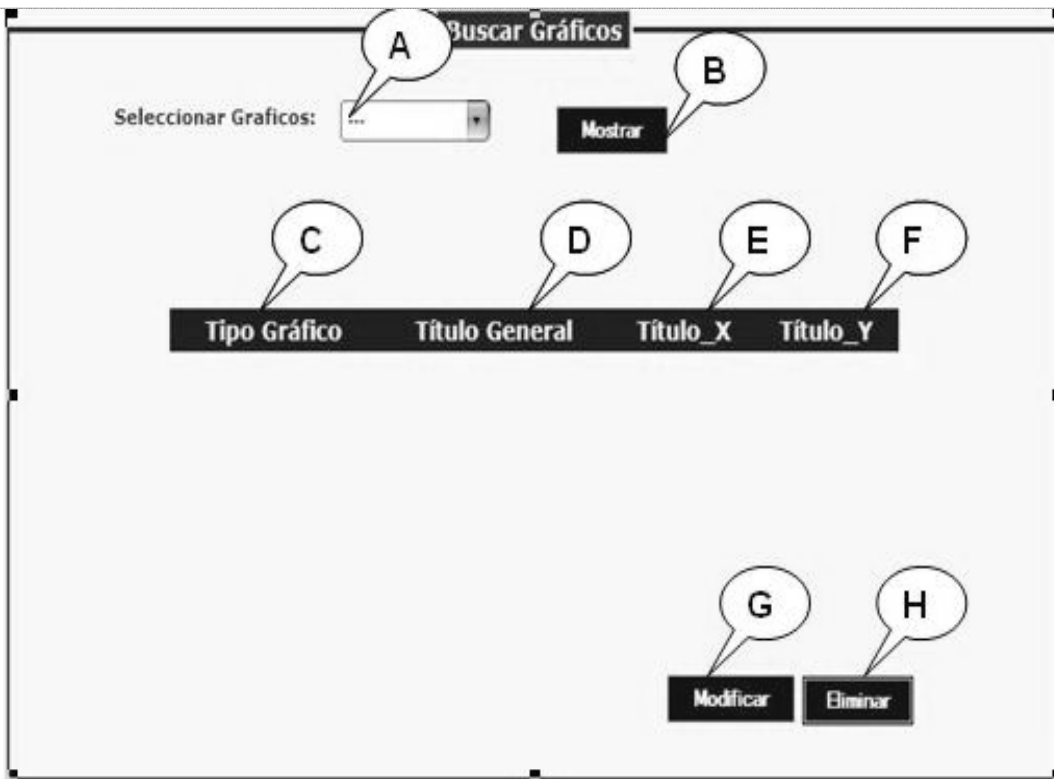 Buscar Gráficos
A
B
Seleccionar Graficos:
---
Mostrar
C
D
E
F
Tipo Gráfico Título General Título_X Título_Y
G
H
Modificar Eliminar